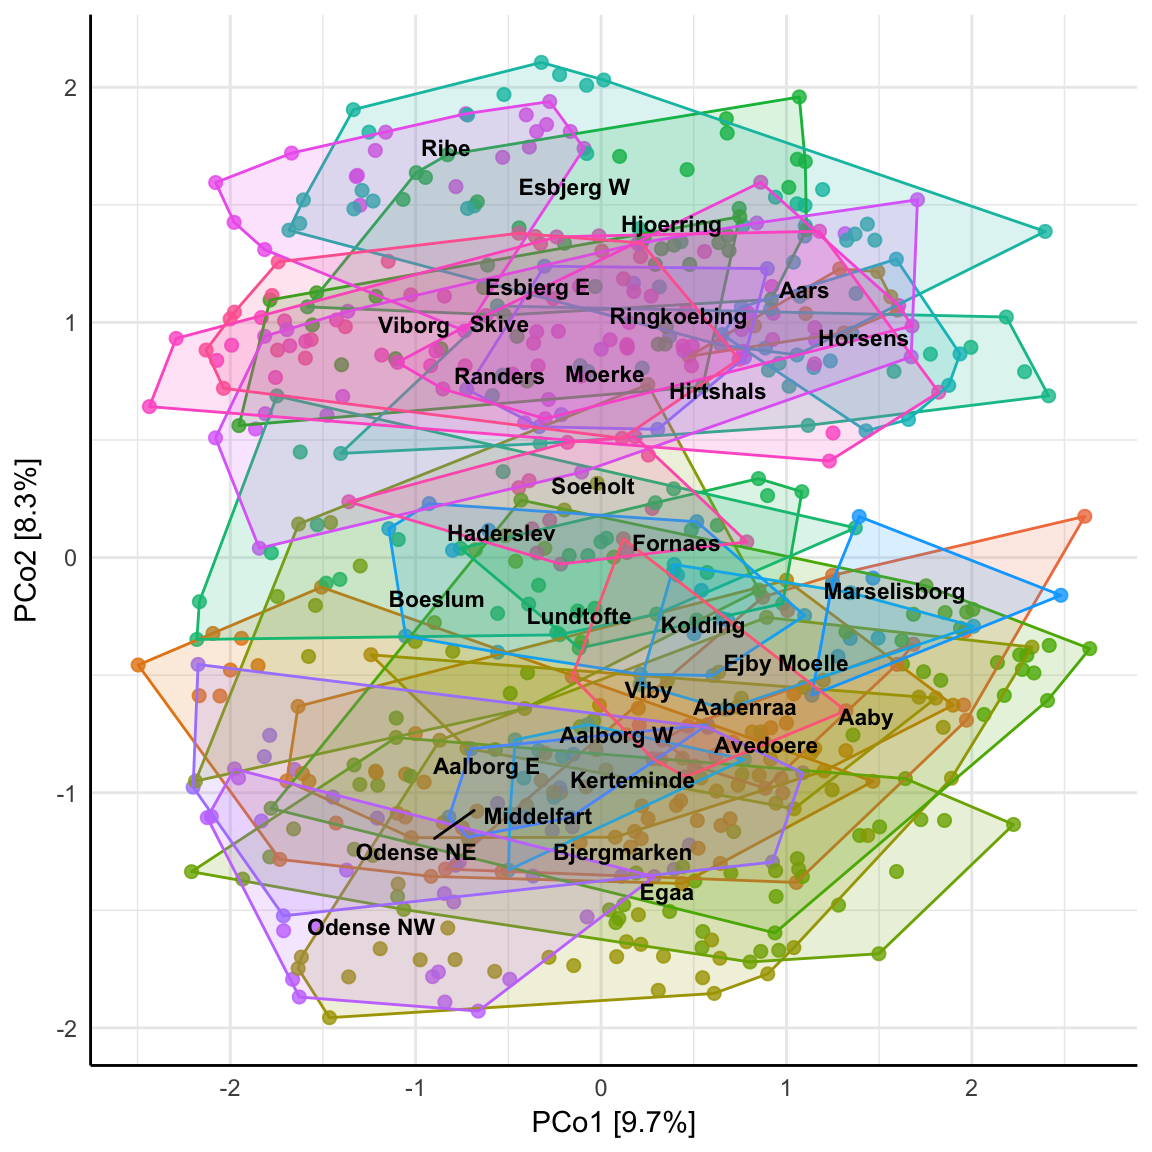 2
1
0
-1
-2
-2
-1
0
1
2
PCo2 [8.3%]
PCo1 [9.7%]
Ribe
Esbjerg W
Hjoerring
Esbjerg E
Aars
Ringkoebing
Viborg
Skive
Horsens
Randers
Moerke
Hirtshals
Soeholt
Haderslev
Fornaes
Marselisborg
Boeslum
Lundtofte
Kolding
Ejby Moelle
Viby
Aabenraa
Aaby
Aalborg W
Avedoere
Aalborg E
Kerteminde
Middelfart
Odense NE
Bjergmarken
Egaa
Odense NW